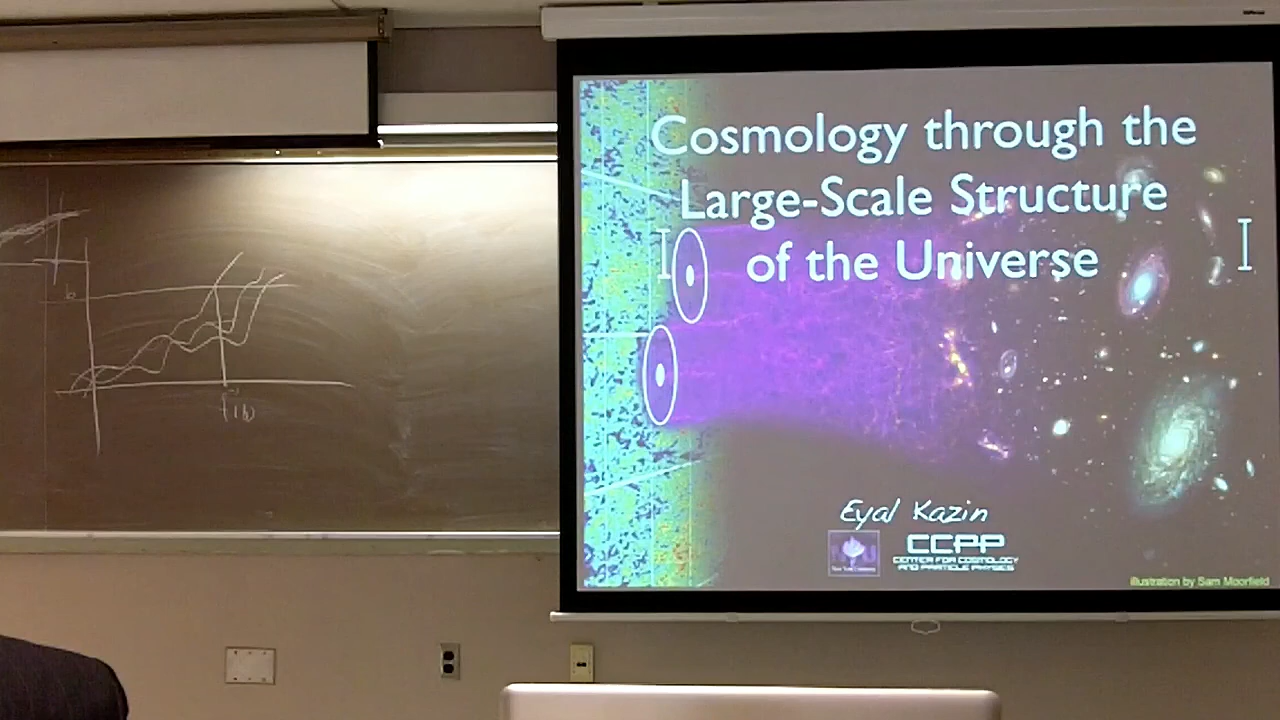 Cosmology through the
Large-Scale Structure
of the Universe
Eyal Kazin
CCPP
CENTER FOR COSMOLOGY
AND PARTICLE PHYSICS
illustration by Sam Moorfield